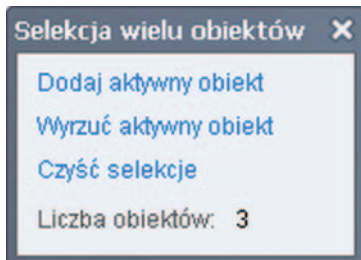 Selekcja wielu obiektów
Dodaj aktywny obiekt
Wyrzuć aktywny obiekt
Czyść selekcje
Liczba obiektów: 3